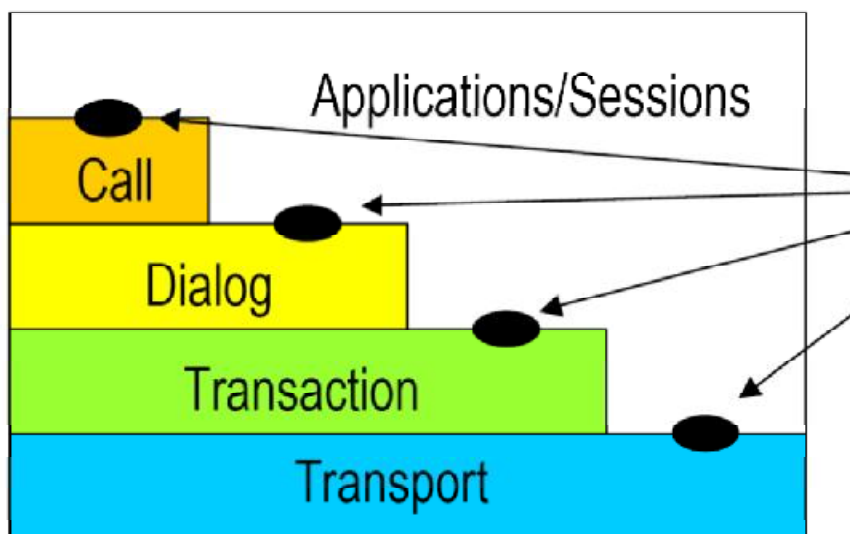 Applications/Sessions
Call
Dialog
Transaction
Transport